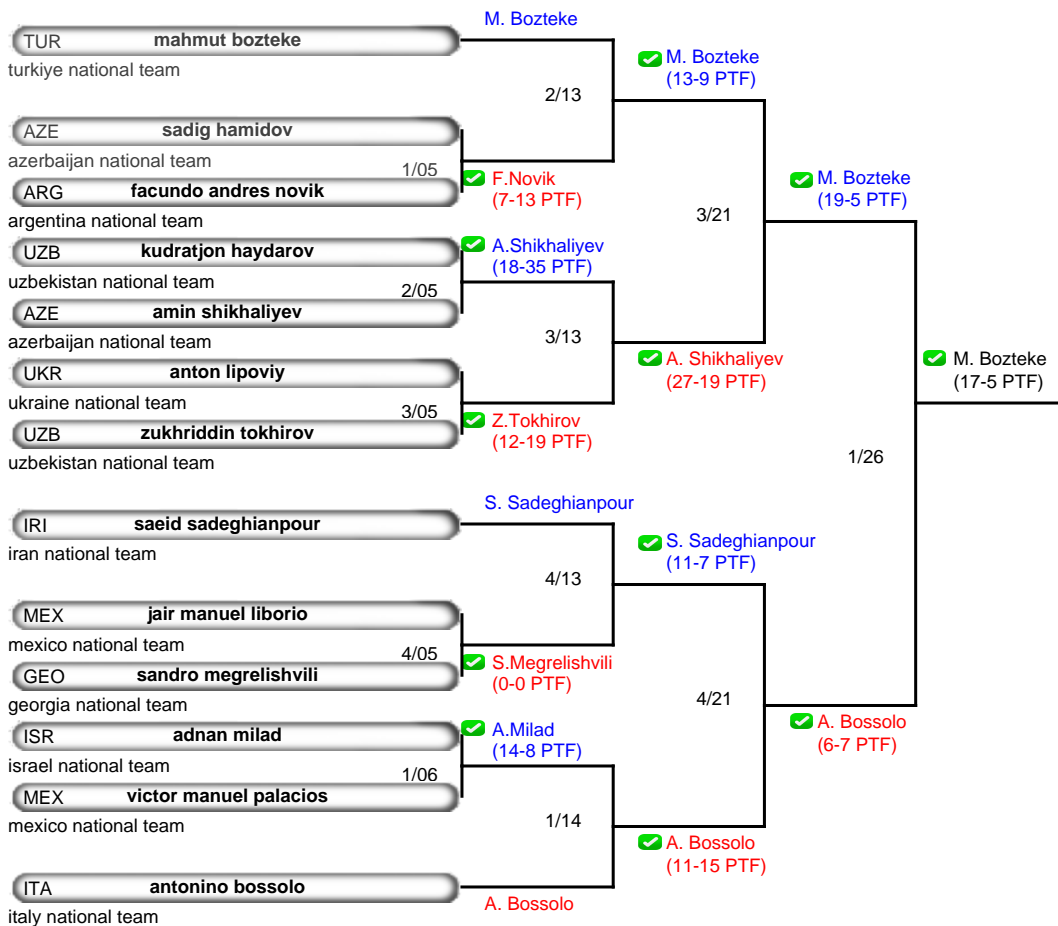 M. Bozteke
TUR mahmut bozteke
turkiye national team
M. Bozteke
(13-9 PTF)
2/13
AZE sadig hamidov
azerbaijan national team
1/05
ARG facundo andres novik
argentina national team
F.Novik
(7-13 PTF)
M. Bozteke
(19-5 PTF)
3/21
UZB kudratjon haydarov
uzbekistan national team
A.Shikhaliyev
(18-35 PTF)
2/05
AZE amin shikhaliyev
azerbaijan national team
3/13
A. Shikhaliyev
(27-19 PTF)
M. Bozteke
(17-5 PTF)
UKR anton lipoviy
ukraine national team
3/05
UZB zukhriddin tokhirov
uzbekistan national team
Z.Tokhirov
(12-19 PTF)
1/26
S. Sadeghianpour
IRI saeid sadeghianpour
iran national team
S. Sadeghianpour
(11-7 PTF)
4/13
MEX jair manuel liborio
mexico national team
4/05
GEO sandro megrelishvili
georgia national team
S.Megrelishvili
(0-0 PTF)
4/21
ISR adnan milad
israel national team
A.Milad
(14-8 PTF)
A. Bossolo
(6-7 PTF)
1/06
MEX victor manuel palacios
mexico national team
1/14
A. Bossolo
(11-15 PTF)
ITA antonino bossolo
italy national team
A. Bossolo